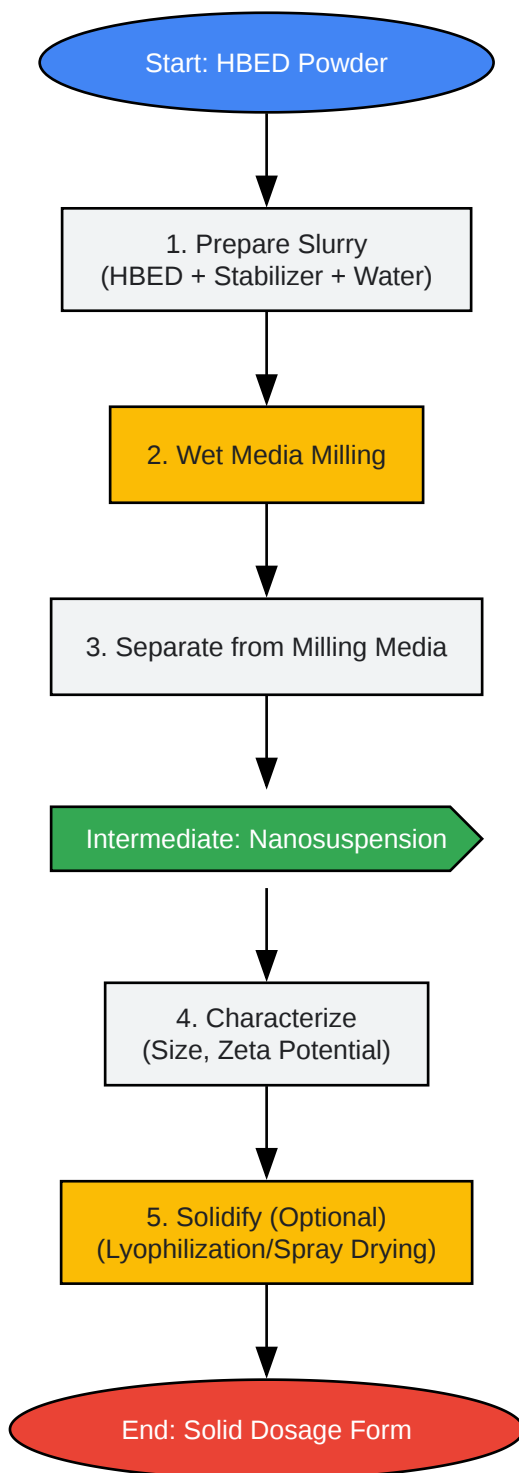 Start: HBED Powder
1. Prepare Slurry
(HBED + Stabilizer + Water)
2. Wet Media Milling
3. Separate from Milling Media
Intermediate: Nanosuspension
4. Characterize
(Size, Zeta Potential)
5. Solidify (Optional)
(Lyophilization/Spray Drying)
End: Solid Dosage Form